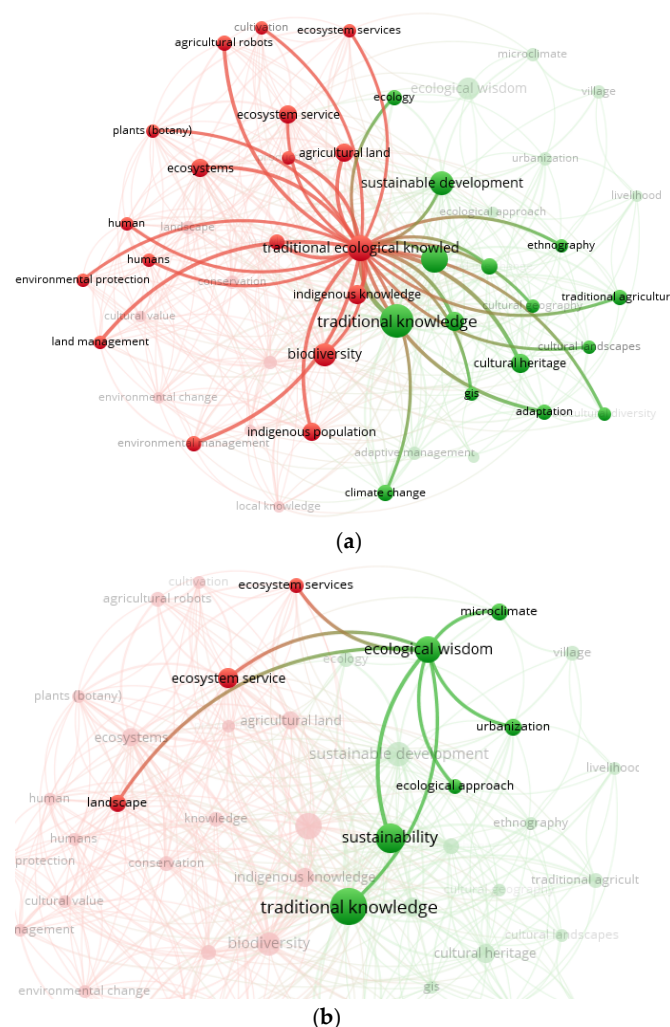 cultivation
ecosystem services
agricultural robots
microclimate
ecological wisdom
village
ecology
ecosystem service
plants (botany)
agricultural land
urbanization
ecosystems
sustainable development
livelihood
ecological approach
human
landscape
traditional ecological knowled
ethnography
humans
environmental protection
conservation
indigenous knowledge
cultural geography
traditional agricultur
cultural value
traditional knowledge
land management
biodiversity
cultural landscapes
cultural heritage
environmental change
gis
adaptation
cultural diversity
indigenous population
environmental management
adaptive management
climate change
local knowledge
(a)
cultivation
ecosystem services
agricultural robots
microclimate
ecological wisdom
ecology
village
ecosystem service
plants (botany)
agricultural land
urbanization
ecosystems
sustainable development
livelihood
human
landscape
ecological approach
knowledge
ethnography
humans
sustainability
protection
conservation
indigenous knowledge
traditional agricult
cultural geography
cultural value
traditional knowledge
nagement
biodiversity
cultural landscapes
cultural heritage
environmental change
gis
(b)